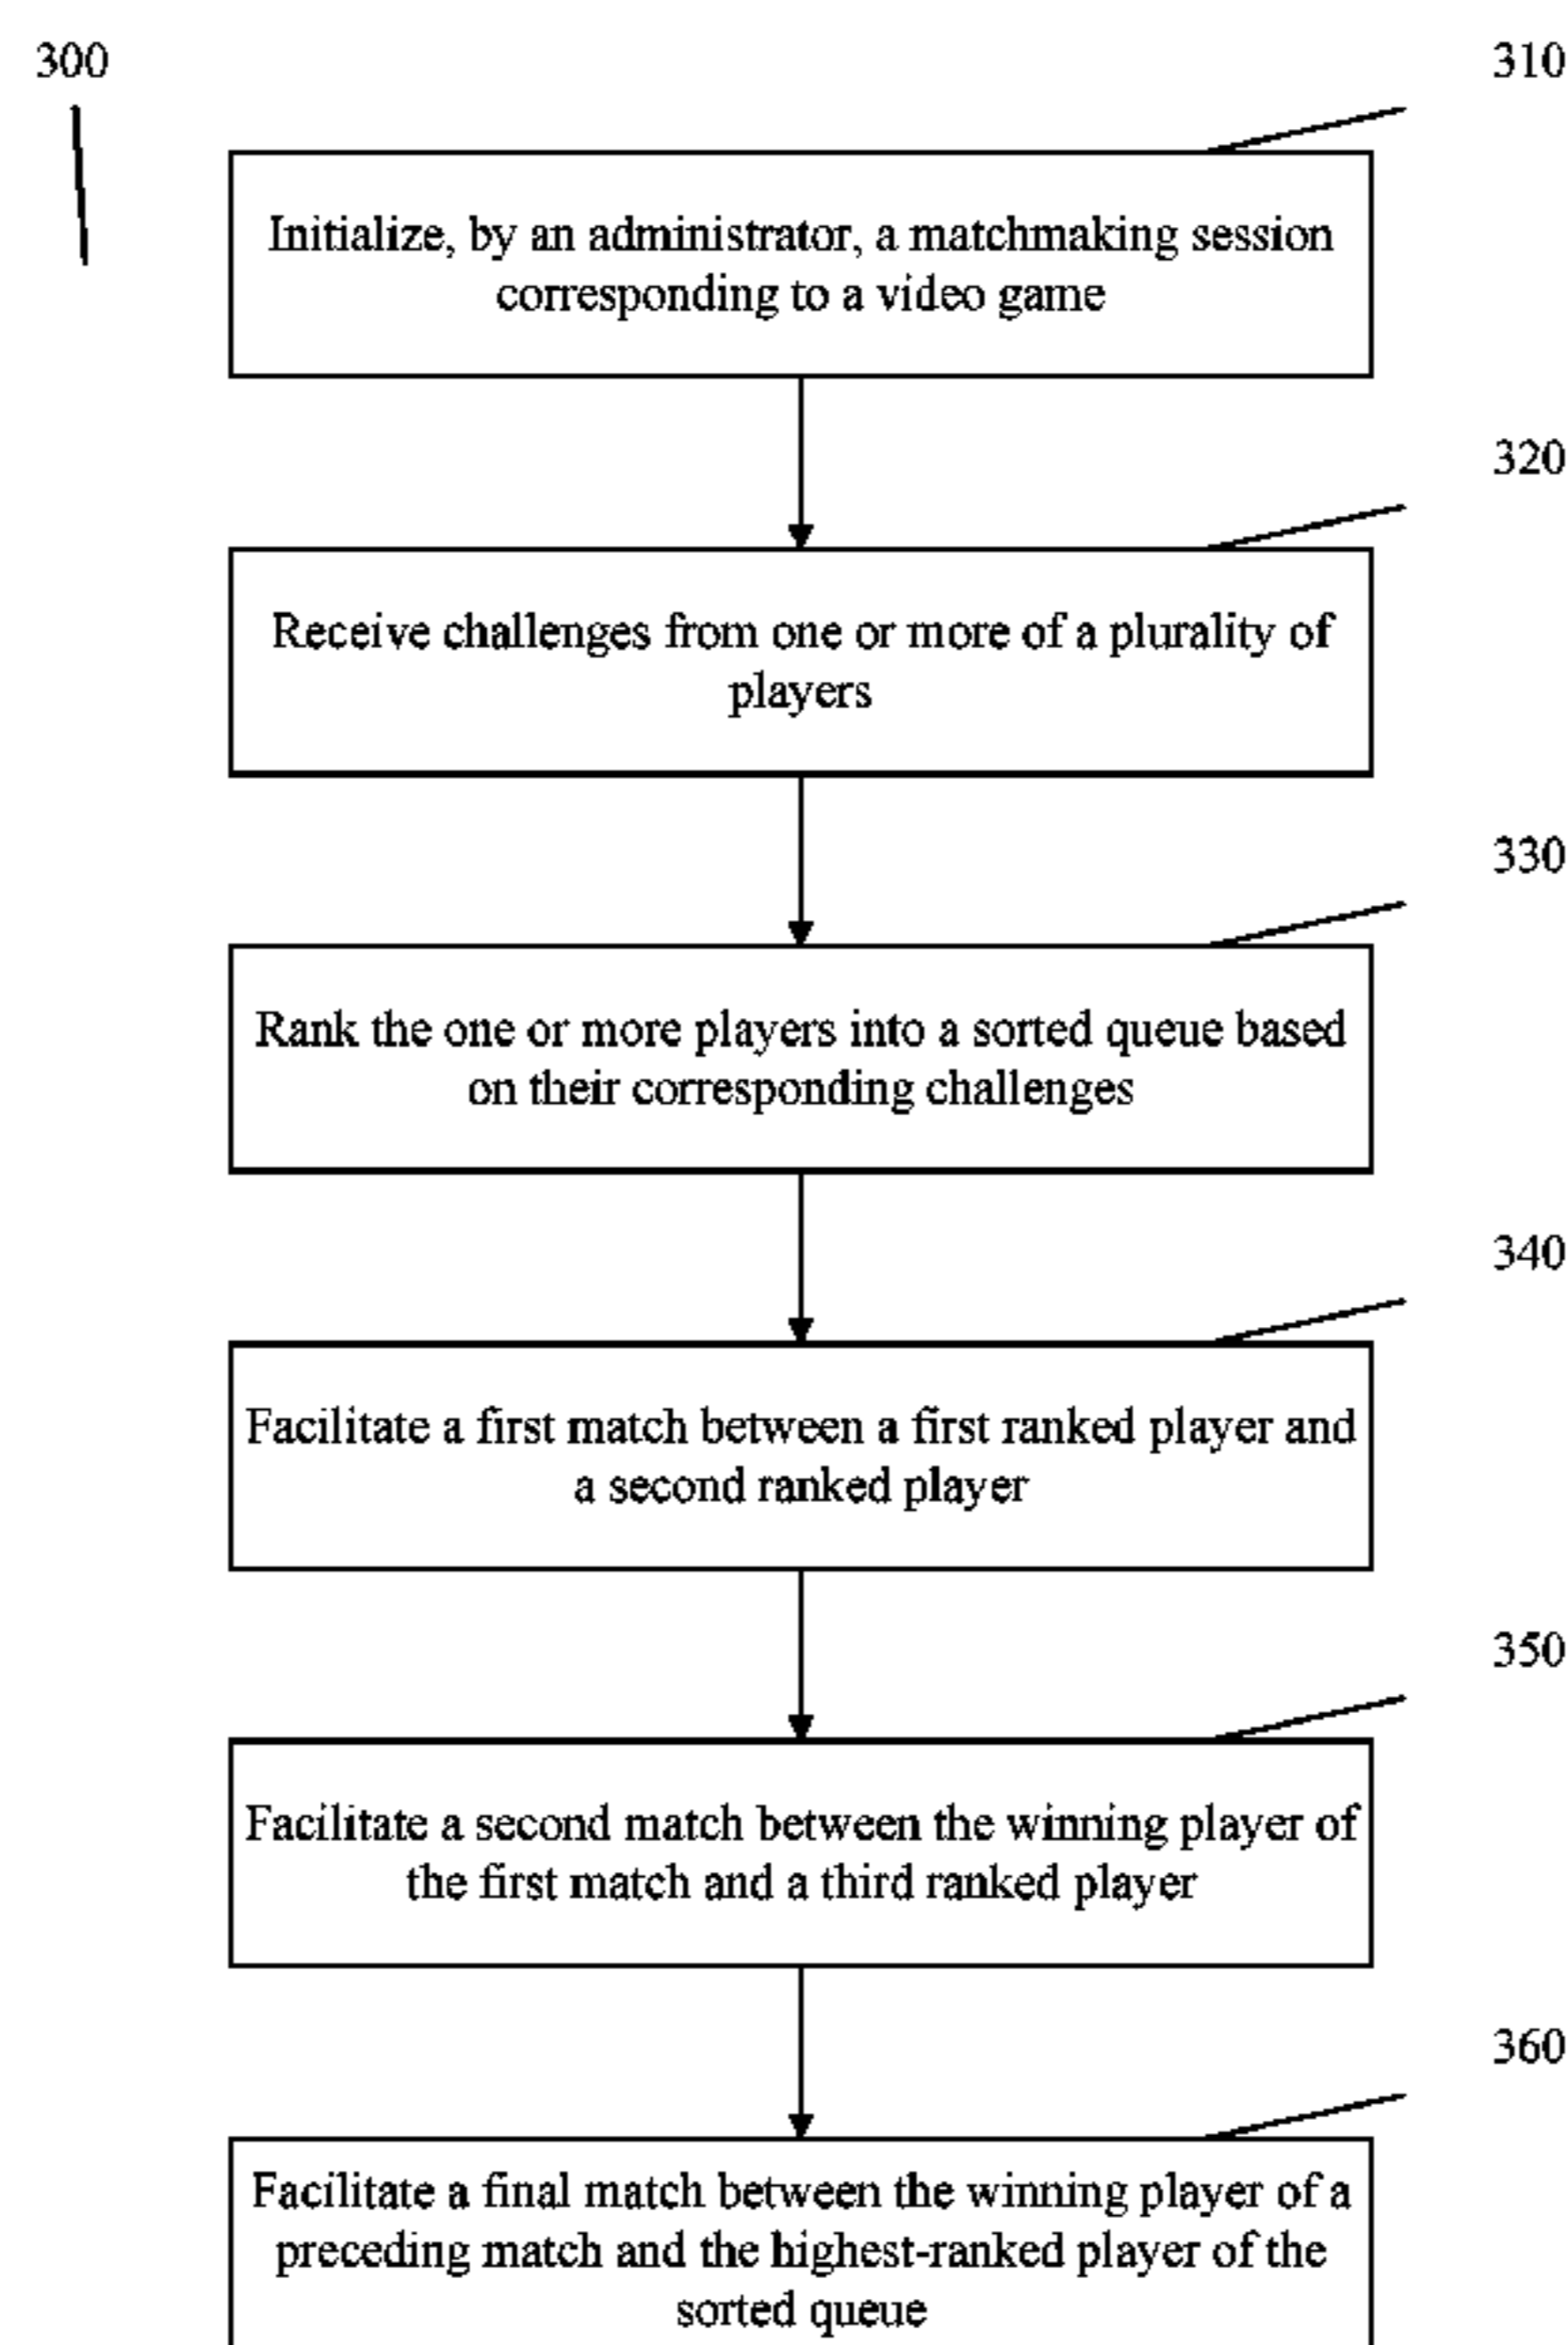 300
310
Initialize, by an administrator, a matchmaking session
corresponding to a video game
320
Receive challenges from one or more of a plurality of
players
330
Rank the one or more players into a sorted queue based
on their corresponding challenges
340
Facilitate a first match between a first ranked player and
a second ranked player
350
Facilitate a second match between the winning player of
the first match and a third ranked player
360
Facilitate a final match between the winning player of a
preceding match and the highest-ranked player of the
sorted queue